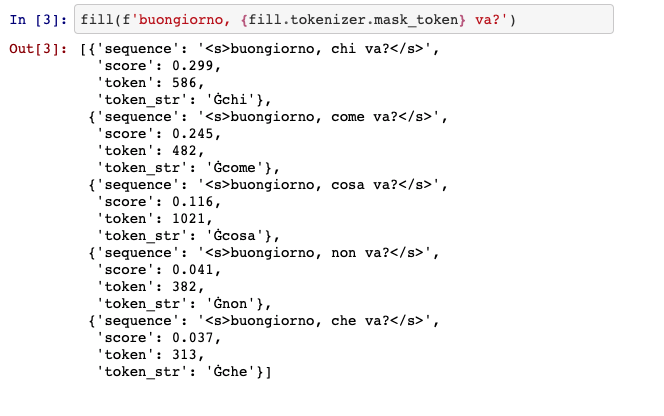 In [3]: fill(f'buongiorno, {fill.tokenizer.mask_token} va?')
Out[3]: [{'sequence': '<s>buongiorno, chi va?</s>',
'score': 0.299,
'token': 586,
'token_str': 'Ġchi'},
{'sequence': '<s>buongiorno, come va?</s>',
'score': 0.245,
'token': 482,
'token_str': 'Ġcome'},
{'sequence': '<s>buongiorno, cosa va?</s>',
'score': 0.116,
'token': 1021,
'token_str': 'Ġcosa'},
{'sequence': '<s>buongiorno, non va?</s>',
'score': 0.041,
'token': 382,
'token_str': 'Ġnon'},
{'sequence': '<s>buongiorno, che va?</s>',
'score': 0.037,
'token': 313,
'token_str': 'Ġche'}]